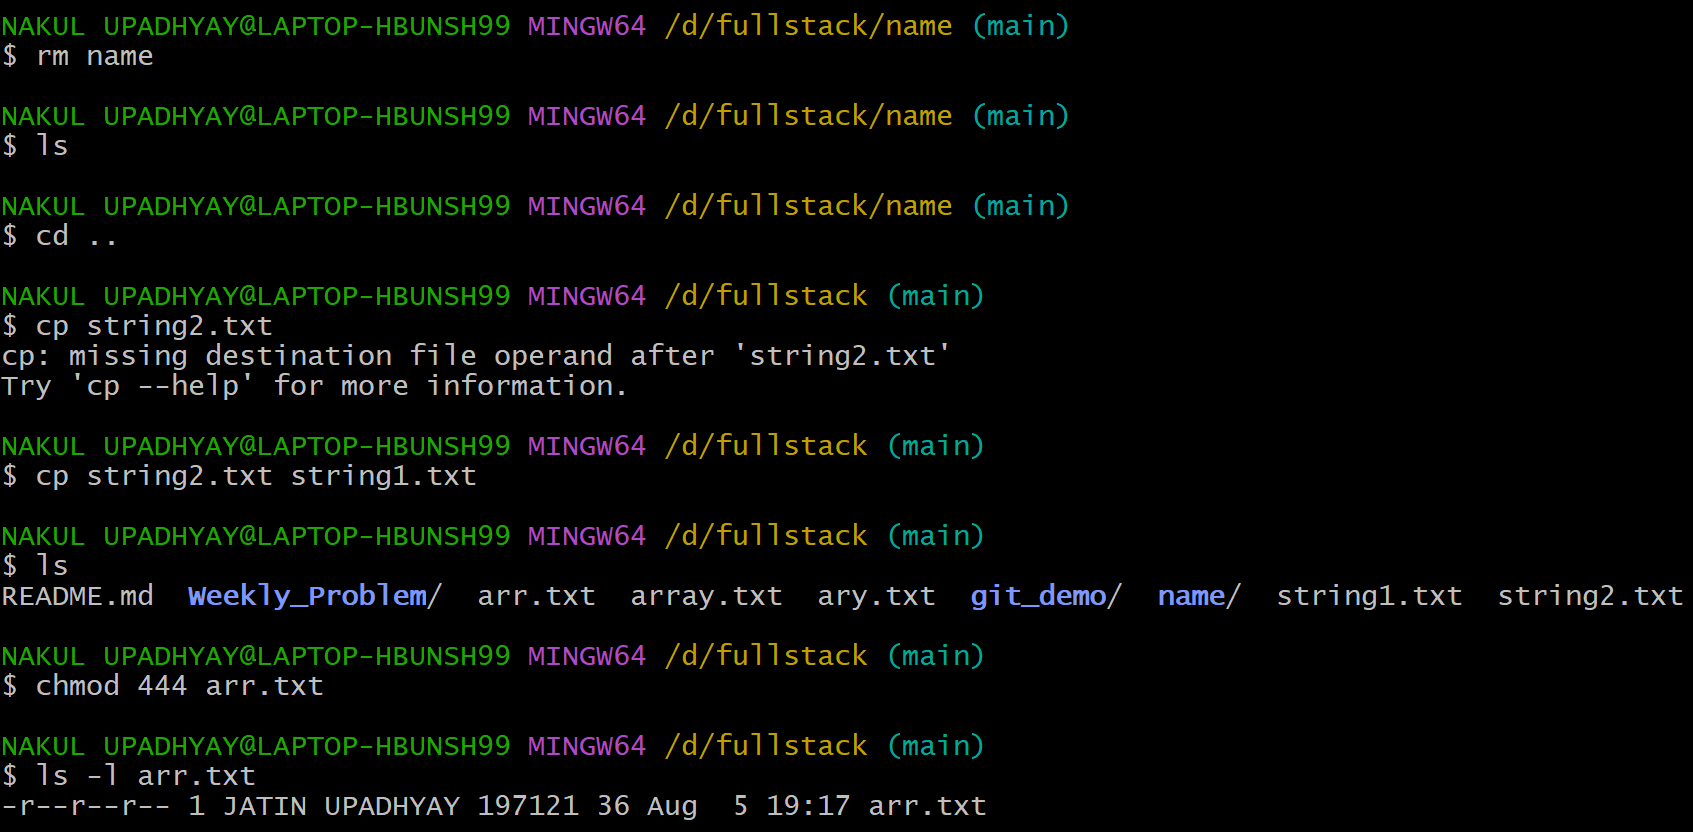 NAKUL UPADHYAY@LAPTOP-HBUNSH99 MINGW64 /d/fullstack/name (main)
$ rm name
NAKUL UPADHYAY@LAPTOP-HBUNSH99 MINGW64 /d/fullstack/name (main)
$ ls
NAKUL UPADHYAY@LAPTOP-HBUNSH99 MINGW64 /d/fullstack/name (main)
$ cd ..
NAKUL UPADHYAY@LAPTOP-HBUNSH99 MINGW64 /d/fullstack (main)
$ cp string2.txt
cp: missing destination file operand after 'string2.txt'
Try 'cp --help' for more information.
NAKUL UPADHYAY@LAPTOP-HBUNSH99 MINGW64 /d/fullstack (main)
$ cp string2.txt string1.txt
NAKUL UPADHYAY@LAPTOP-HBUNSH99 MINGW64 /d/fullstack (main)
$ ls
README.md  Weekly_Problem/  arr.txt  array.txt  ary.txt  git_demo/  name/  string1.txt  string2.txt
NAKUL UPADHYAY@LAPTOP-HBUNSH99 MINGW64 /d/fullstack (main)
$ chmod 444 arr.txt
NAKUL UPADHYAY@LAPTOP-HBUNSH99 MINGW64 /d/fullstack (main)
$ ls -l arr.txt
-r--r--r-- 1 JATIN UPADHYAY 197121 36 Aug  5 19:17 arr.txt